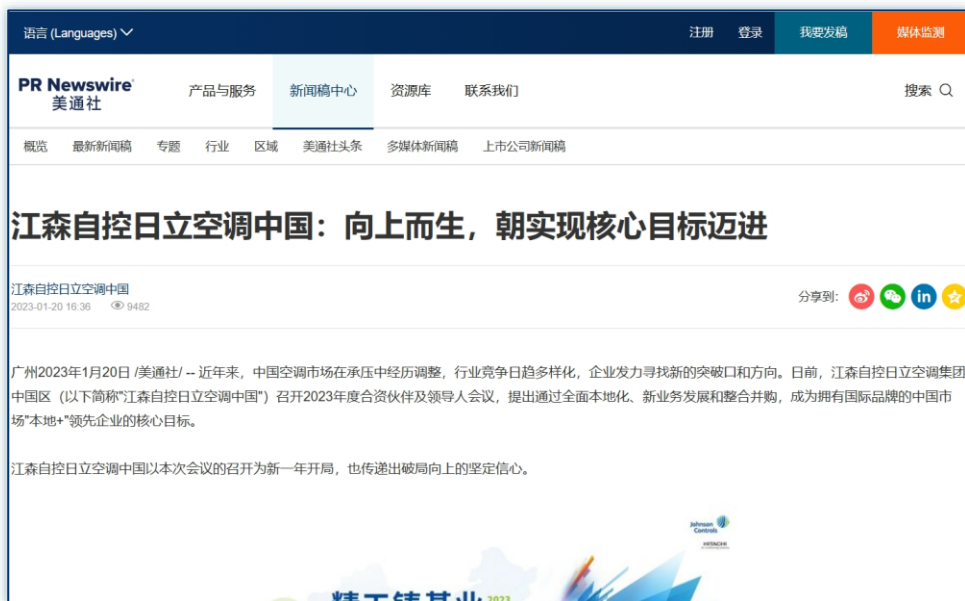 语言 (Languages)
注册
登录
我要发稿
媒体监测
PR Newswire
美通社
产品与服务
新闻稿中心
资源库
联系我们
搜索
概览
最新新闻稿
专题
行业
区域
美通社头条
多媒体新闻稿
上市公司新闻稿
江森自控日立空调中国：向上而生，朝实现核心目标迈进
江森自控日立空调中国
2023-01-20 16:36
9482
分享到:
in
广州2023年1月20日 /美通社/ -- 近年来，中国空调市场在承压中经历调整，行业竞争日趋多样化，企业发力寻找新的突破口和方向。日前，江森自控日立空调集团
中国区（以下简称"江森自控日立空调中国"）召开2023年度合资伙伴及领导人会议，提出通过全面本地化、新业务发展和整合并购，成为拥有国际品牌的中国市
场"本地+"领先企业的核心目标。
江森自控日立空调中国以本次会议的召开为新一年开局，也传递出破局向上的坚定信心。
Johnson
Controls
HITACHI
2023